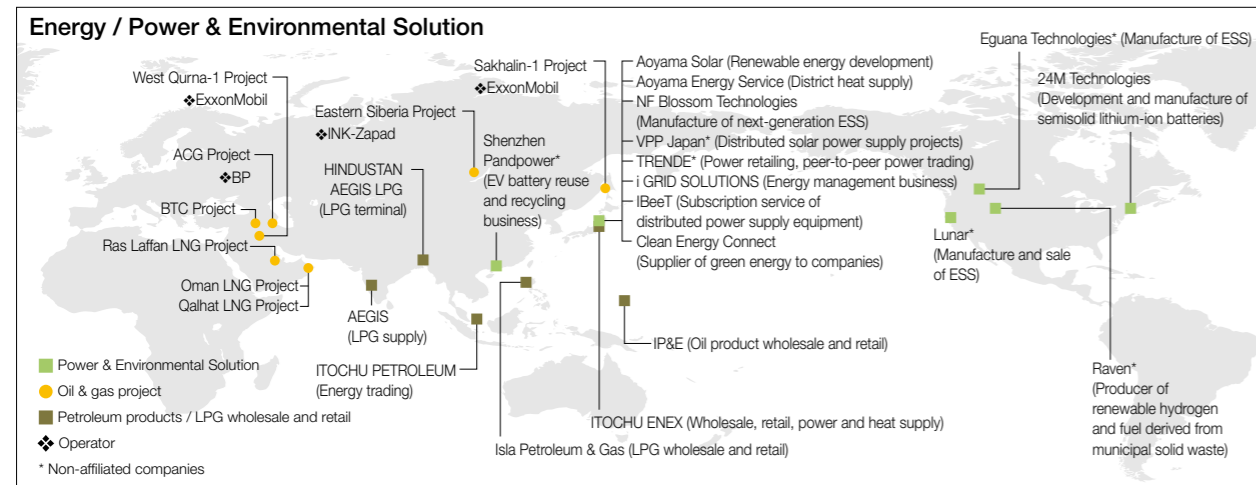 Energy / Power & Environmental Solution
West Qurna-1 Project
❖ExxonMobil
ACG Project
❖BP
BTC Project
Ras Laffan LNG Project
Oman LNG Project
Qalhat LNG Project
Eastern Siberia Project
❖INK-Zapad
HINDUSTAN
AEGIS LPG
(LPG terminal)
AEGIS
(LPG supply)
ITOCHU PETROLEUM
(Energy trading)
Sakhalin-1 Project
❖ExxonMobil
Shenzhen
Pandpower*
(EV battery reuse
and recycling
business)
Aoyama Solar (Renewable energy development)
Aoyama Energy Service (District heat supply)
NF Blossom Technologies
(Manufacture of next-generation ESS)
VPP Japan* (Distributed solar power supply projects)
TRENDE* (Power retailing, peer-to-peer power trading)
i GRID SOLUTIONS (Energy management business)
IBeeT (Subscription service of
distributed power supply equipment)
Clean Energy Connect
(Supplier of green energy to companies)
IP&E (Oil product wholesale and retail)
ITOCHU ENEX (Wholesale, retail, power and heat supply)
Isla Petroleum & Gas (LPG wholesale and retail)
Eguana Technologies* (Manufacture of ESS)
24M Technologies
(Development and manufacture of
semisolid lithium-ion batteries)
Lunar*
(Manufacture and sale
of ESS)
Raven*
(Producer of
renewable hydrogen
and fuel derived from
municipal solid waste)
Power & Environmental Solution
Oil & gas project
Petroleum products / LPG wholesale and retail
❖ Operator
* Non-affiliated companies